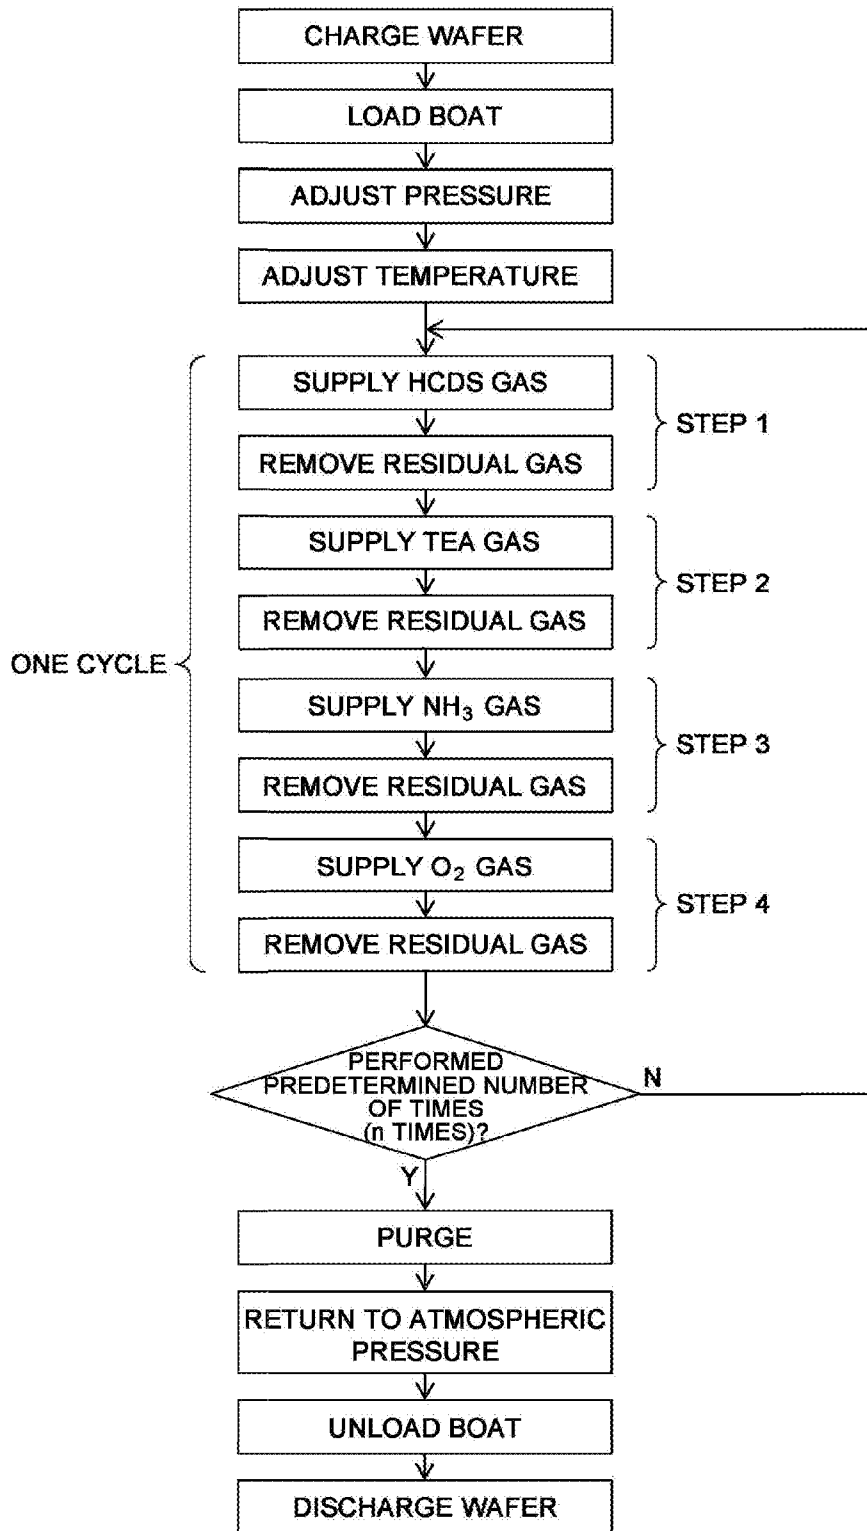 CHARGE WAFER
LOAD BOAT
ADJUST PRESSURE
ADJUST TEMPERATURE
SUPPLY HCDS GAS
STEP 1
REMOVE RESIDUAL GAS
SUPPLY TEA GAS
STEP 2
REMOVE RESIDUAL GAS
ONE CYCLE
SUPPLY NH₃ GAS
STEP 3
REMOVE RESIDUAL GAS
SUPPLY O₂ GAS
STEP 4
REMOVE RESIDUAL GAS
PERFORMED
PREDETERMINED NUMBER
OF TIMES
(n TIMES)?
N
Y
PURGE
RETURN TO ATMOSPHERIC
PRESSURE
UNLOAD BOAT
DISCHARGE WAFER